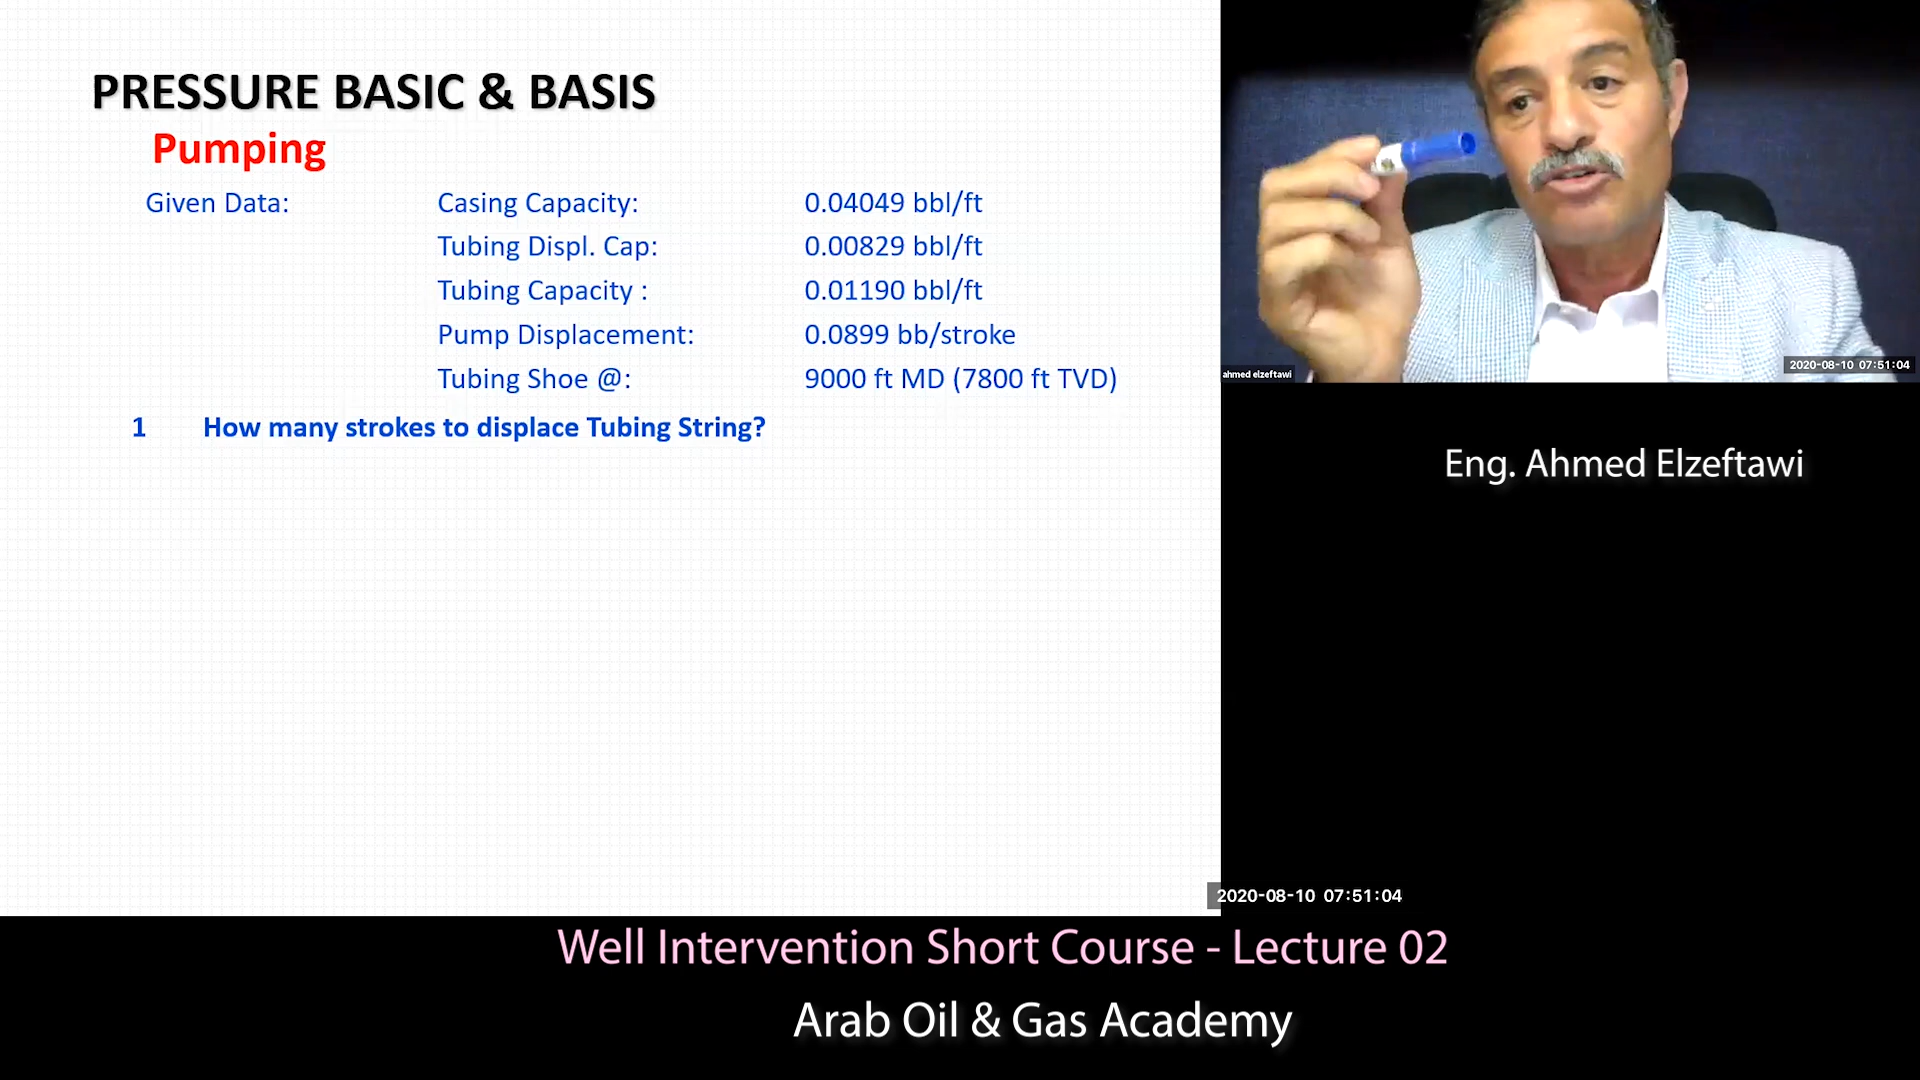 PRESSURE BASIC & BASIS
Pumping
Given Data: Casing Capacity: 0.04049 bbl/ft
Tubing Displ. Cap: 0.00829 bbl/ft
Tubing Capacity : 0.01190 bbl/ft
Pump Displacement: 0.0899 bb/stroke
Tubing Shoe @: 9000 ft MD (7800 ft TVD)
1 How many strokes to displace Tubing String?
ahmed elzeftawi
2020-08-10 07:51:04
Eng. Ahmed Elzeftawi
2020-08-10 07:51:04
Well Intervention Short Course - Lecture 02
Arab Oil & Gas Academy